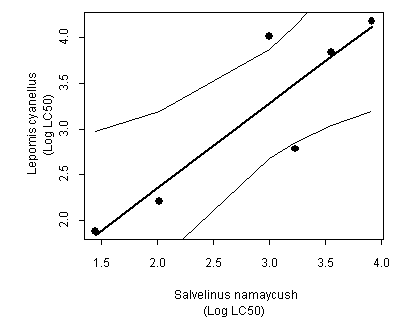 4.0
3.5
3.0
2.5
2.0
Lepomis cyanellus
(Log LC50)
1.5 2.0 2.5 3.0 3.5 4.0
Salvelinus namaycush
(Log LC50)